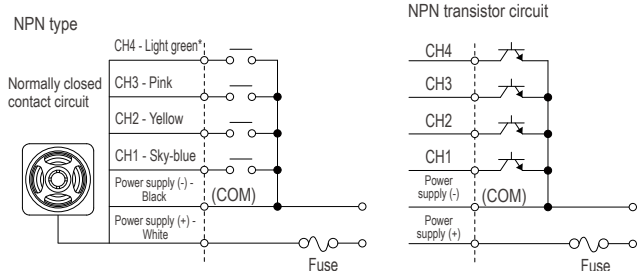 NPN type
CH4 - Light green*
Normally closed
contact circuit
CH3 - Pink
CH2 - Yellow
CH1 - Sky-blue
Power supply (-) -
Black
(COM)
Power supply (+) -
White
Fuse
NPN transistor circuit
CH4
CH3
CH2
CH1
Power
supply (-)
(COM)
Power
supply (+)
Fuse